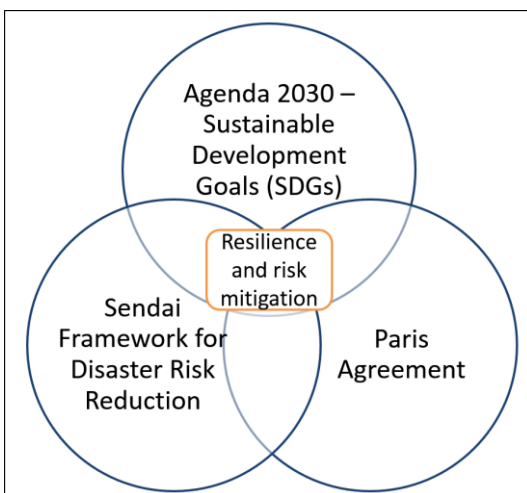 Agenda 2030 –
Sustainable
Development
Goals (SDGs)
Resilience
and risk
mitigation
Sendai
Framework for
Disaster Risk
Reduction
Paris
Agreement